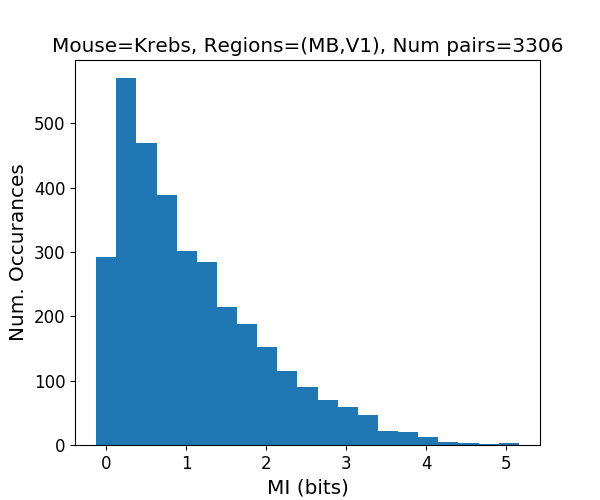 Mouse=Krebs, Regions=(MB,V1), Num pairs=3306
500
400
300
200
100
0
Num. Occurances
0 1 2 3 4 5
MI (bits)